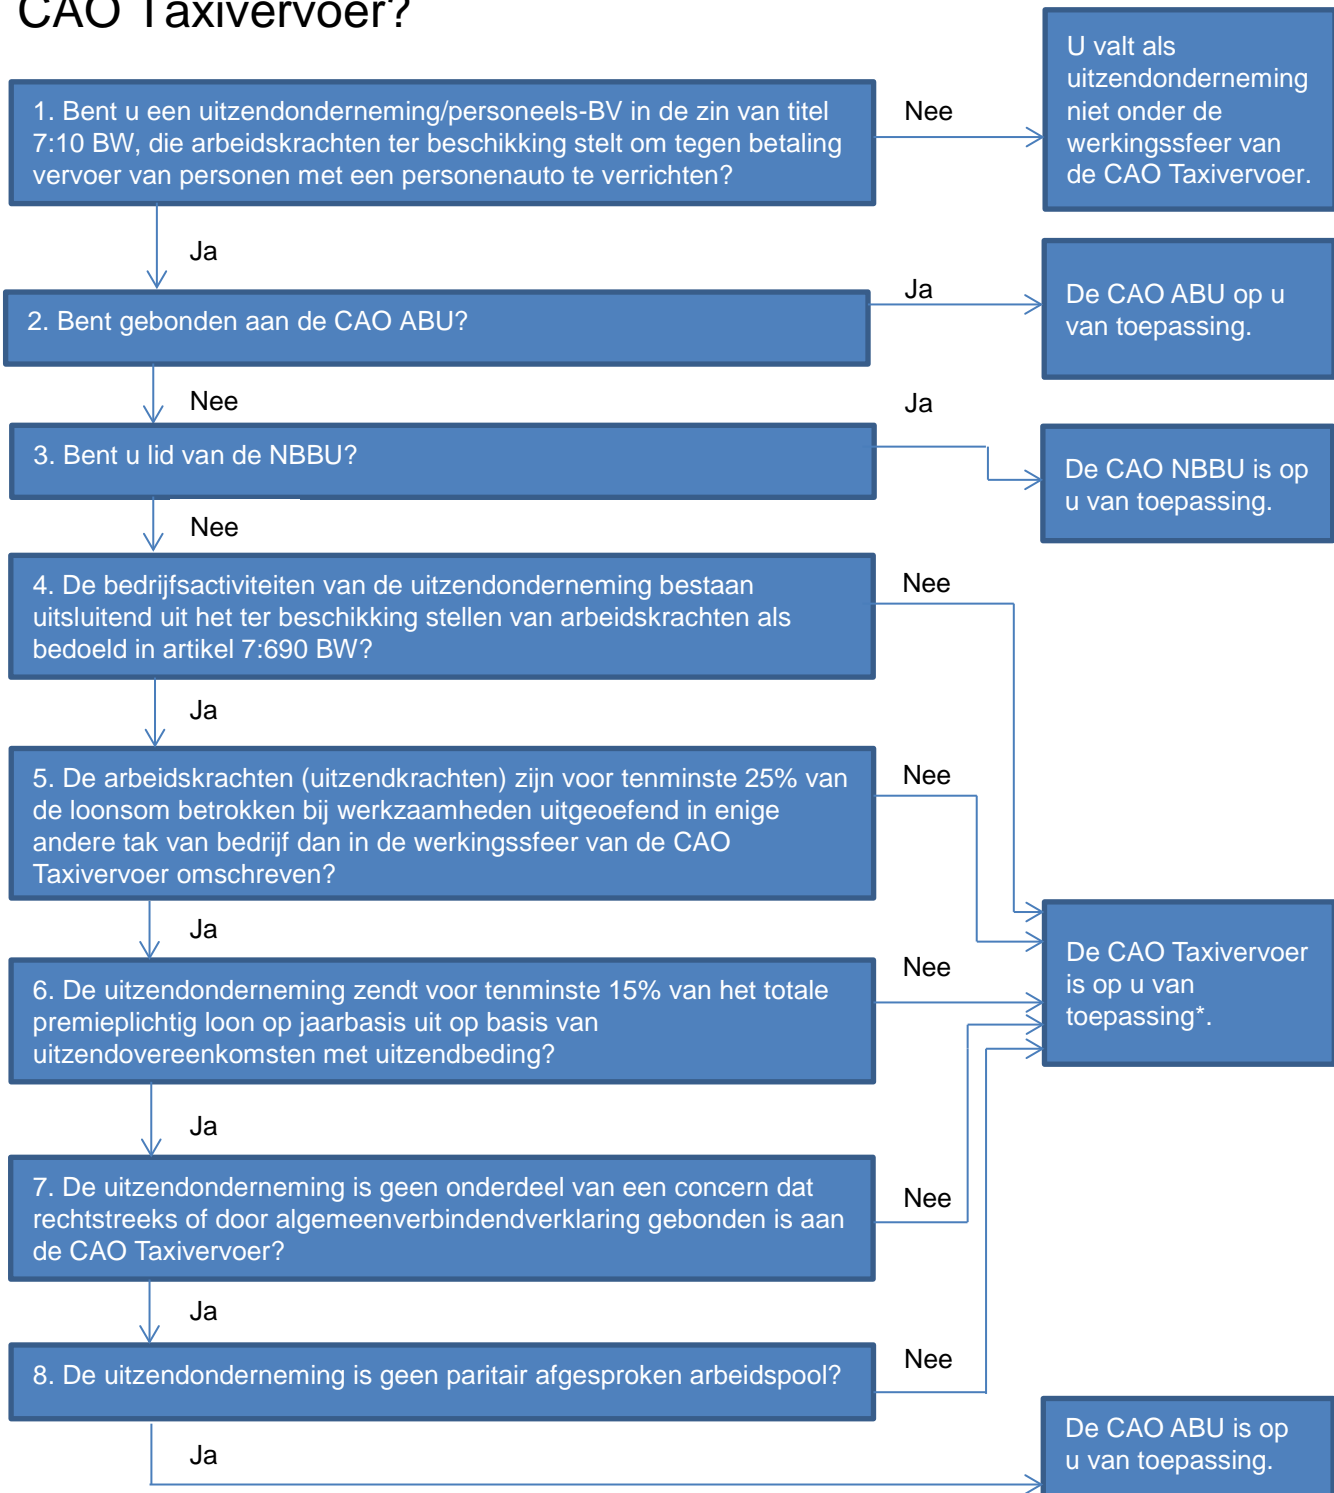 CAO Taxivervoer?
U valt als
uitzendonderneming
niet onder de
werkingssfeer van
de CAO Taxivervoer.
1. Bent u een uitzendonderneming/personeels-BV in de zin van titel
7:10 BW, die arbeidskrachten ter beschikking stelt om tegen betaling
vervoer van personen met een personenauto te verrichten?
Nee
Ja
2. Bent gebonden aan de CAO ABU?
Ja
De CAO ABU op u
van toepassing.
Nee
3. Bent u lid van de NBBU?
Ja
De CAO NBBU is op
u van toepassing.
Nee
4. De bedrijfsactiviteiten van de uitzendonderneming bestaan
uitsluitend uit het ter beschikking stellen van arbeidskrachten als
bedoeld in artikel 7:690 BW?
Nee
Ja
5. De arbeidskrachten (uitzendkrachten) zijn voor tenminste 25% van
de loonsom betrokken bij werkzaamheden uitgeoefend in enige
andere tak van bedrijf dan in de werkingssfeer van de CAO
Taxivervoer omschreven?
Nee
Ja
De CAO Taxivervoer
is op u van
toepassing*.
6. De uitzendonderneming zendt voor tenminste 15% van het totale
premieplichtig loon op jaarbasis uit op basis van
uitzendovereenkomsten met uitzendbeding?
Nee
Ja
7. De uitzendonderneming is geen onderdeel van een concern dat
rechtstreeks of door algemeenverbindendverklaring gebonden is aan
de CAO Taxivervoer?
Nee
Ja
8. De uitzendonderneming is geen paritair afgesproken arbeidspool?
Nee
Ja
De CAO ABU is op
u van toepassing.